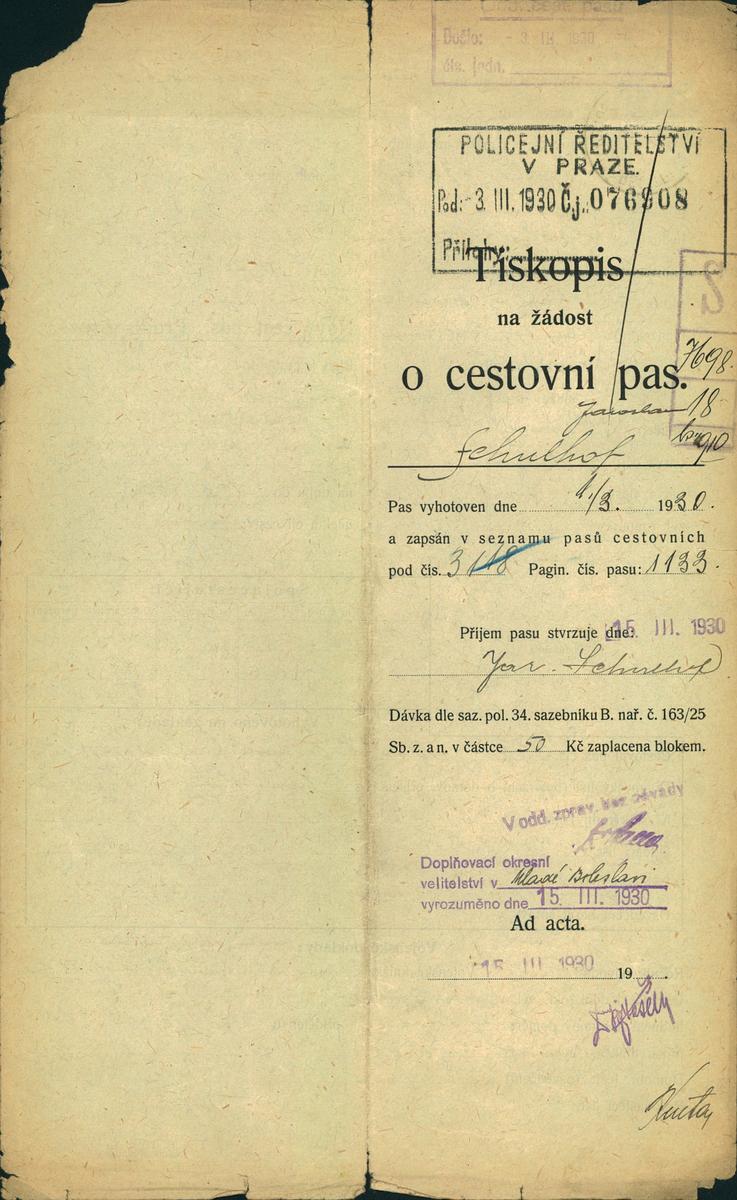 Došlo: - 3 III. 1930
čís. jedn.
POLICEJNÍ ŘEDITELSTVÍ
V PRAZE.
Pod: - 3. III. 1930 Čj. 076908
Přílohy:
Tiskopis
na žádost
o cestovní pas.
7698.
Jaroslav 18
Schulhof
Pas vyhotoven dne 1/3. 1930.
a zapsán v seznamu pasů cestovních
pod čís. 3118 Pagin. čís. pasu: 1133.
Příjem pasu stvrzuje dne: 15. III. 1930
Jar. Schulhof
Dávka dle saz. pol. 34. sazebníku B. nař. č. 163/25
Sb. z. a n. v částce 50 Kč zaplacena blokem.
V odd. zprav. bez závady
Doplňovací okresní
velitelství v Mladé Boleslavi
vyrozuměno dne 15. III. 1930
Ad acta.
15 III 1930 19